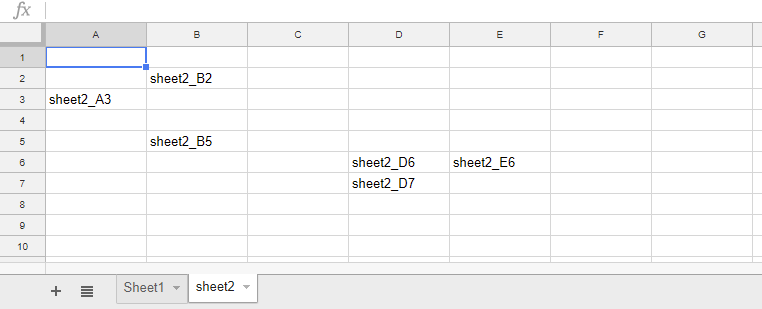 fx
A B C D E F G
1
2 sheet2_B2
3 sheet2_A3
4
5 sheet2_B5
6 sheet2_D6 sheet2_E6
7 sheet2_D7
8
9
10
+ Sheet1 sheet2